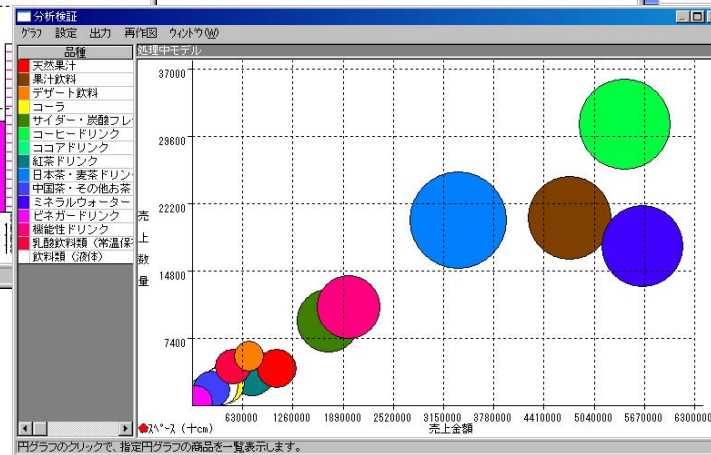 分析検証
グラフ 設定 出力 再作図 ウィンドウ(W)
品種
天然果汁
果汁飲料
デザート飲料
コーラ
サイダー・炭酸フレ
コーヒードリンク
ココアドリンク
紅茶ドリンク
日本茶・麦茶ドリン
中国茶・その他お茶
ミネラルウォーター
ビネガードリンク
機能性ドリンク
乳酸飲料類（常温保
飲料類（液体）
処理中モデル
37000
29600
22200
14800
7400
売上数量
630000 1260000 1890000 2520000 3150000 3780000 4410000 5040000 5670000 6300000
スペース（十cm） 売上金額
円グラフのクリックで、指定円グラフの商品を一覧表示します。